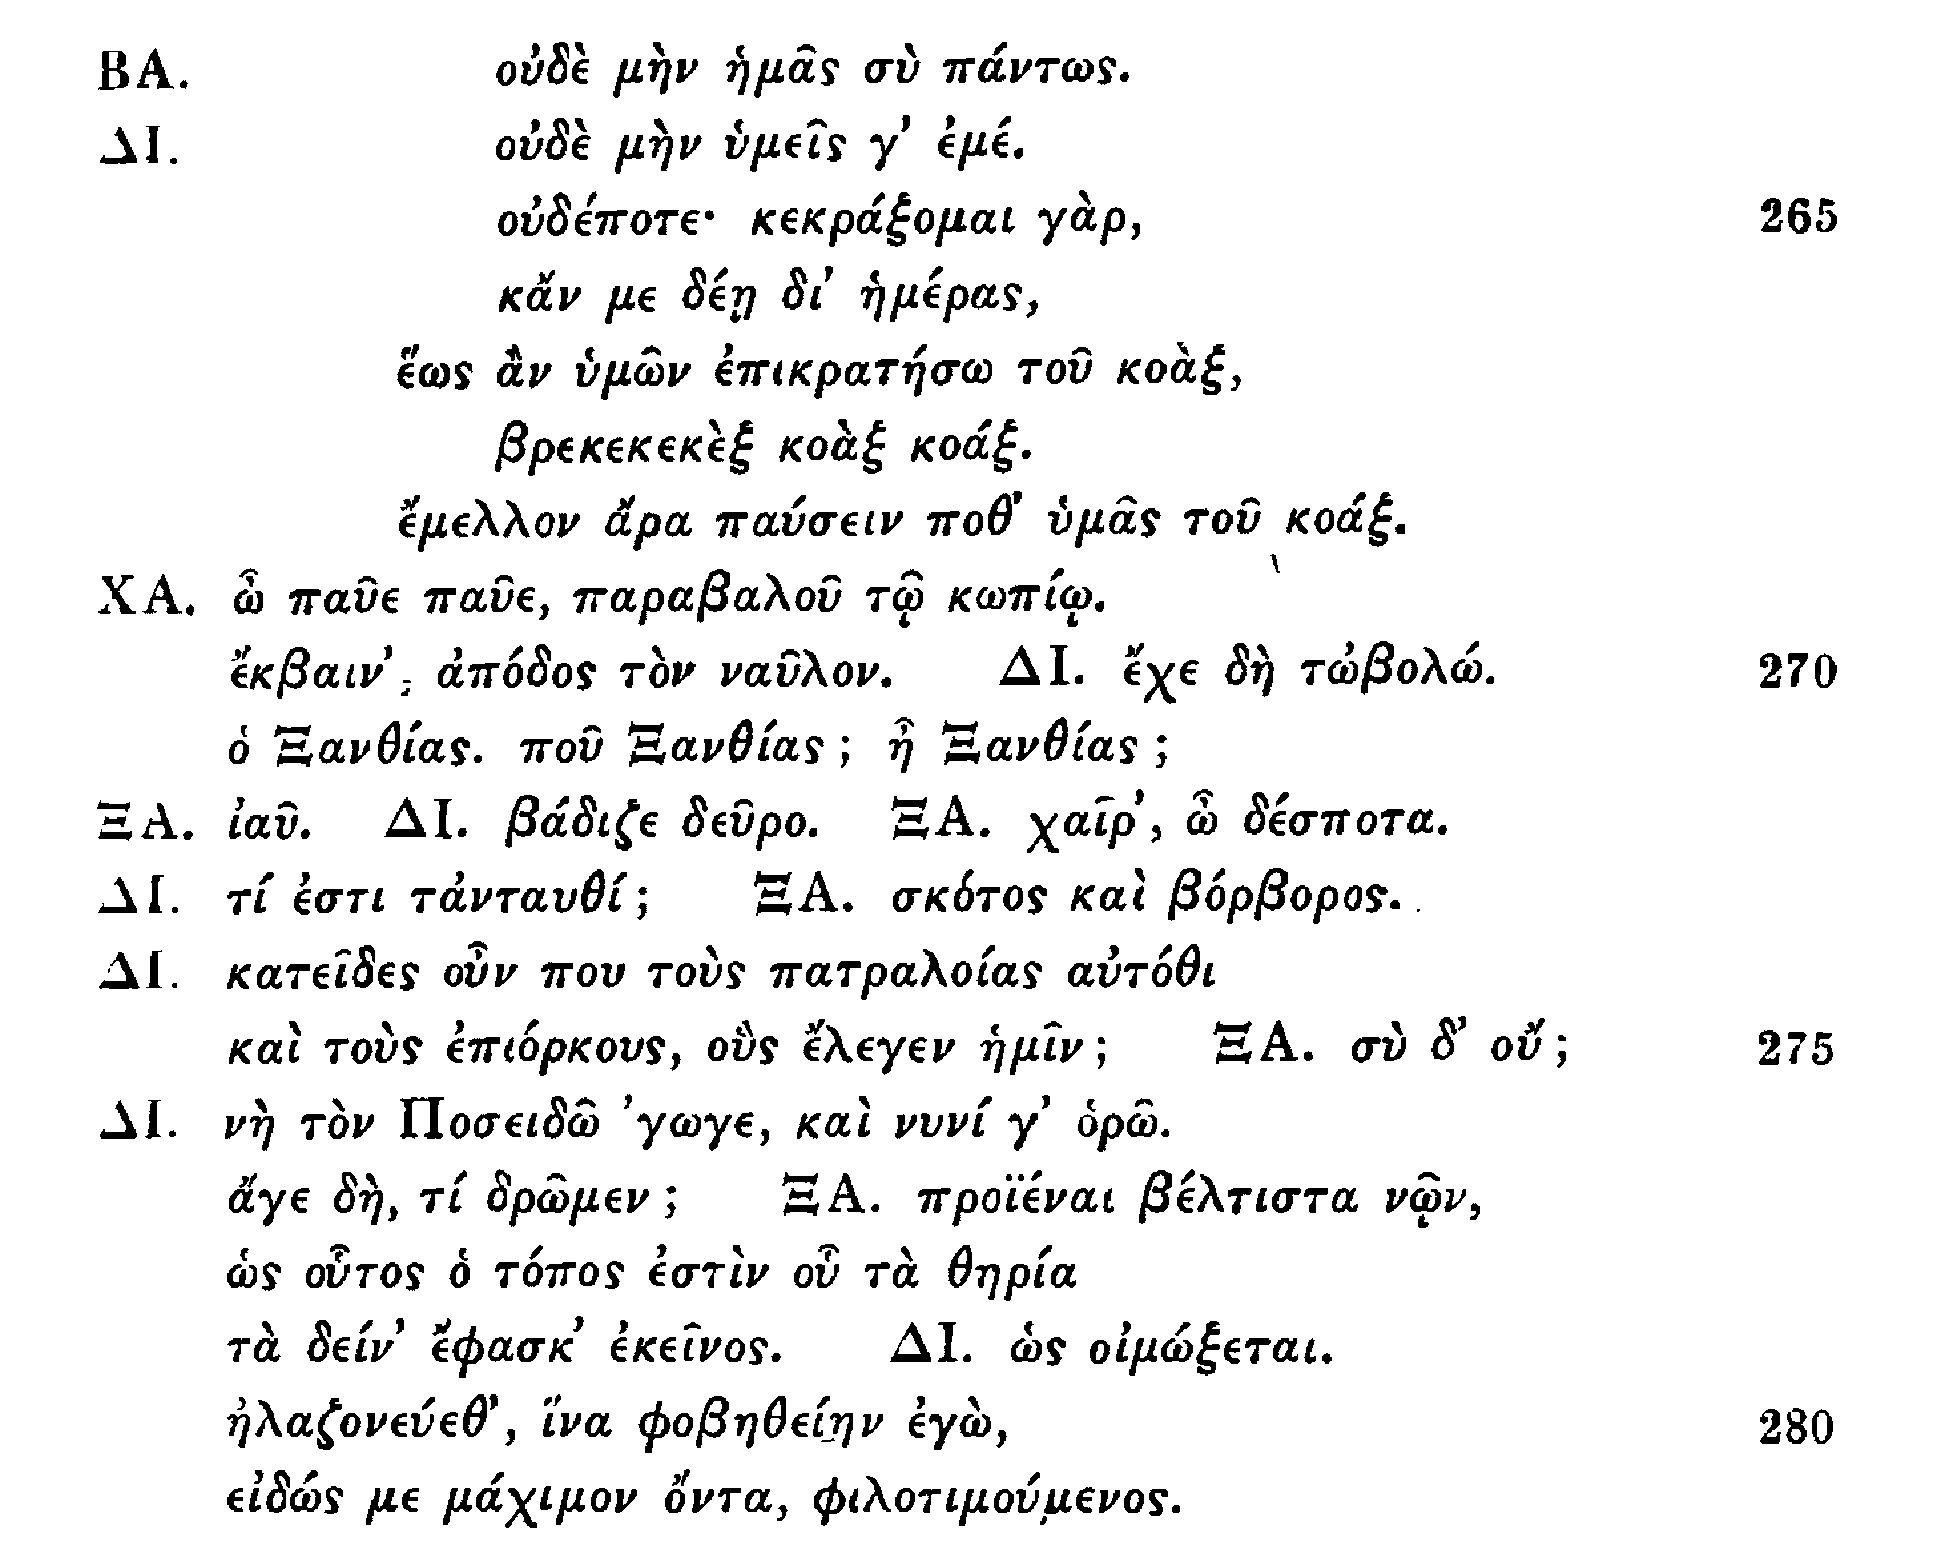 ΒΑ. οὐδὲ μὴν ἡμᾶς σὺ πάντως.
ΔΙ. οὐδὲ μὴν ὑμεῖς γ’ ἐμέ.
οὐδέποτε· κεκράξομαι γὰρ, 265
κἄν με δέῃ δι’ ἡμέρας,
ἕως ἂν ὑμῶν ἐπικρατήσω τοῦ κοὰξ,
βρεκεκεκὲξ κοὰξ κοάξ.
ἔμελλον ἄρα παύσειν ποθ’ ὑμᾶς τοῦ κοάξ.
ΧΑ. ὢ παῦε παῦε, παραβαλοῦ τῷ κωπίῳ.
ἔκβαιν’, ἀπόδος τὸν ναῦλον. ΔΙ. ἔχε δὴ τὠβολώ. 270
ὁ Ξανθίας. ποῦ Ξανθίας; ἢ Ξανθίας;
ΞΑ. ἰαῦ. ΔΙ. βάδιζε δεῦρο. ΞΑ. χαῖρ’, ὦ δέσποτα.
ΔΙ. τί ἐστι τἀνταυθί; ΞΑ. σκότος καὶ βόρβορος.
ΔΙ. κατεῖδες οὖν που τοὺς πατραλοίας αὐτόθι
καὶ τοὺς ἐπιόρκους, οὓς ἔλεγεν ἡμῖν; ΞΑ. σὺ δ’ οὔ; 275
ΔΙ. νὴ τὸν Ποσειδῶ ’γωγε, καὶ νυνί γ’ ὁρῶ.
ἄγε δὴ, τί δρῶμεν; ΞΑ. προϊέναι βέλτιστα νῷν,
ὡς οὗτος ὁ τόπος ἐστὶν οὗ τὰ θηρία
τὰ δείν’ ἔφασκ’ ἐκεῖνος. ΔΙ. ὡς οἰμώξεται.
ἠλαζονεύεθ’, ἵνα φοβηθείην ἐγὼ, 280
εἰδώς με μάχιμον ὄντα, φιλοτιμούμενος.